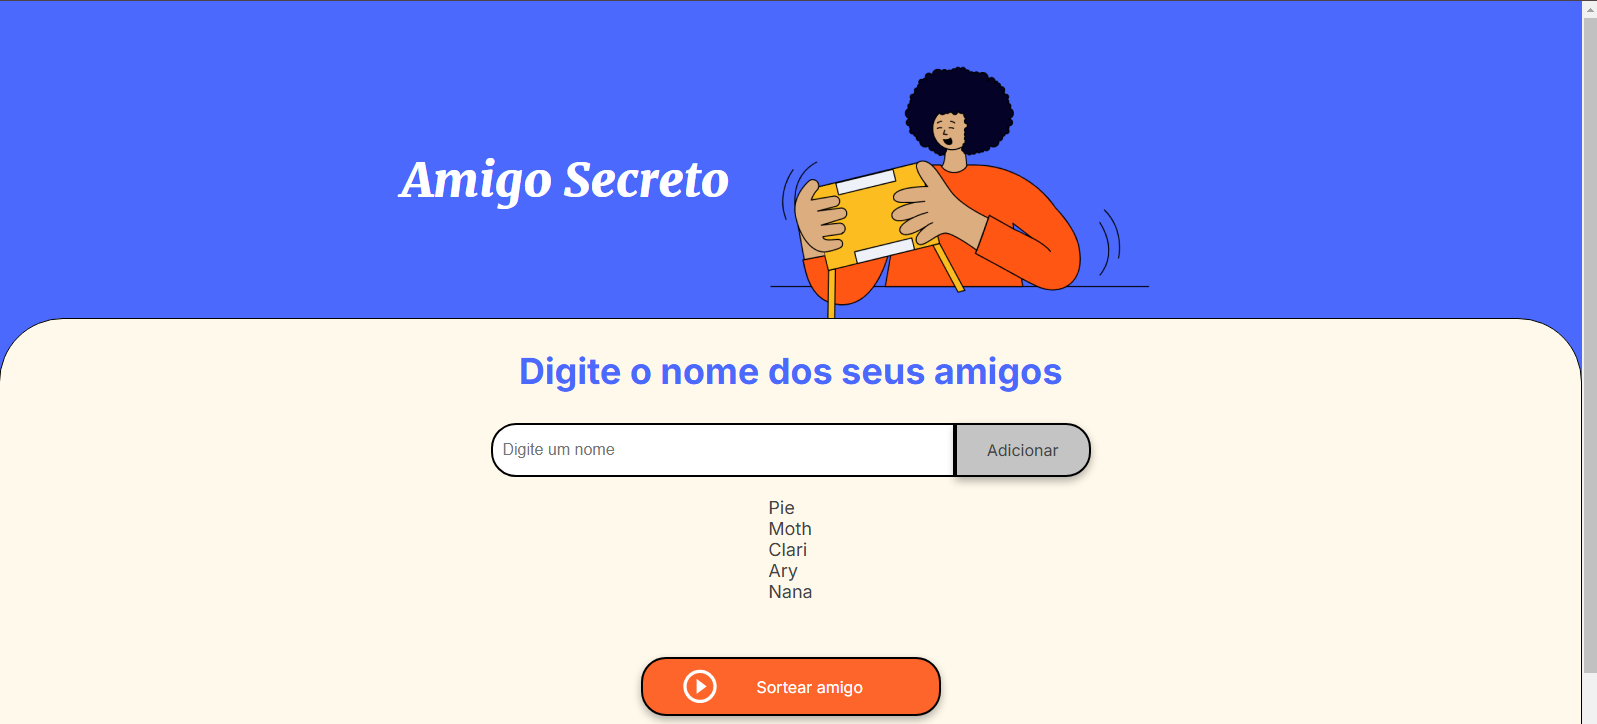 Amigo Secreto
Digite o nome dos seus amigos
Digite um nome
Adicionar
Pie
Moth
Clari
Ary
Nana
Sortear amigo